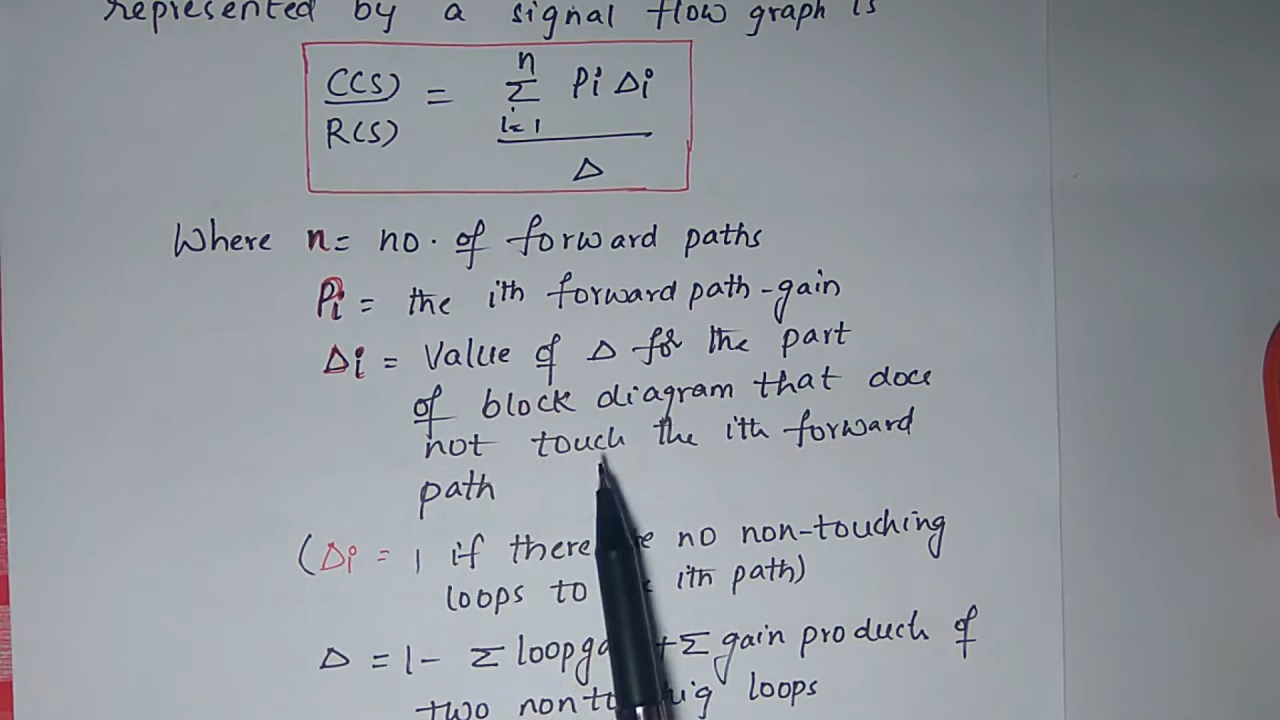 represented by a signal flow graph is
C(S) = n Σ i=1 Pi Δi
R(S) Δ
Where n = no. of forward paths
Pi = the ith forward path-gain
Δi = Value of Δ for the part
of block diagram that does
not touch the ith forward
path
(Δi = 1 if there no non-touching
loops to ith path)
Δ = 1 - Σ loop + Σ gain product of
two loops